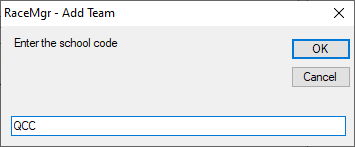 RaceMgr - Add Team
Enter the school code
OK
Cancel
QCC